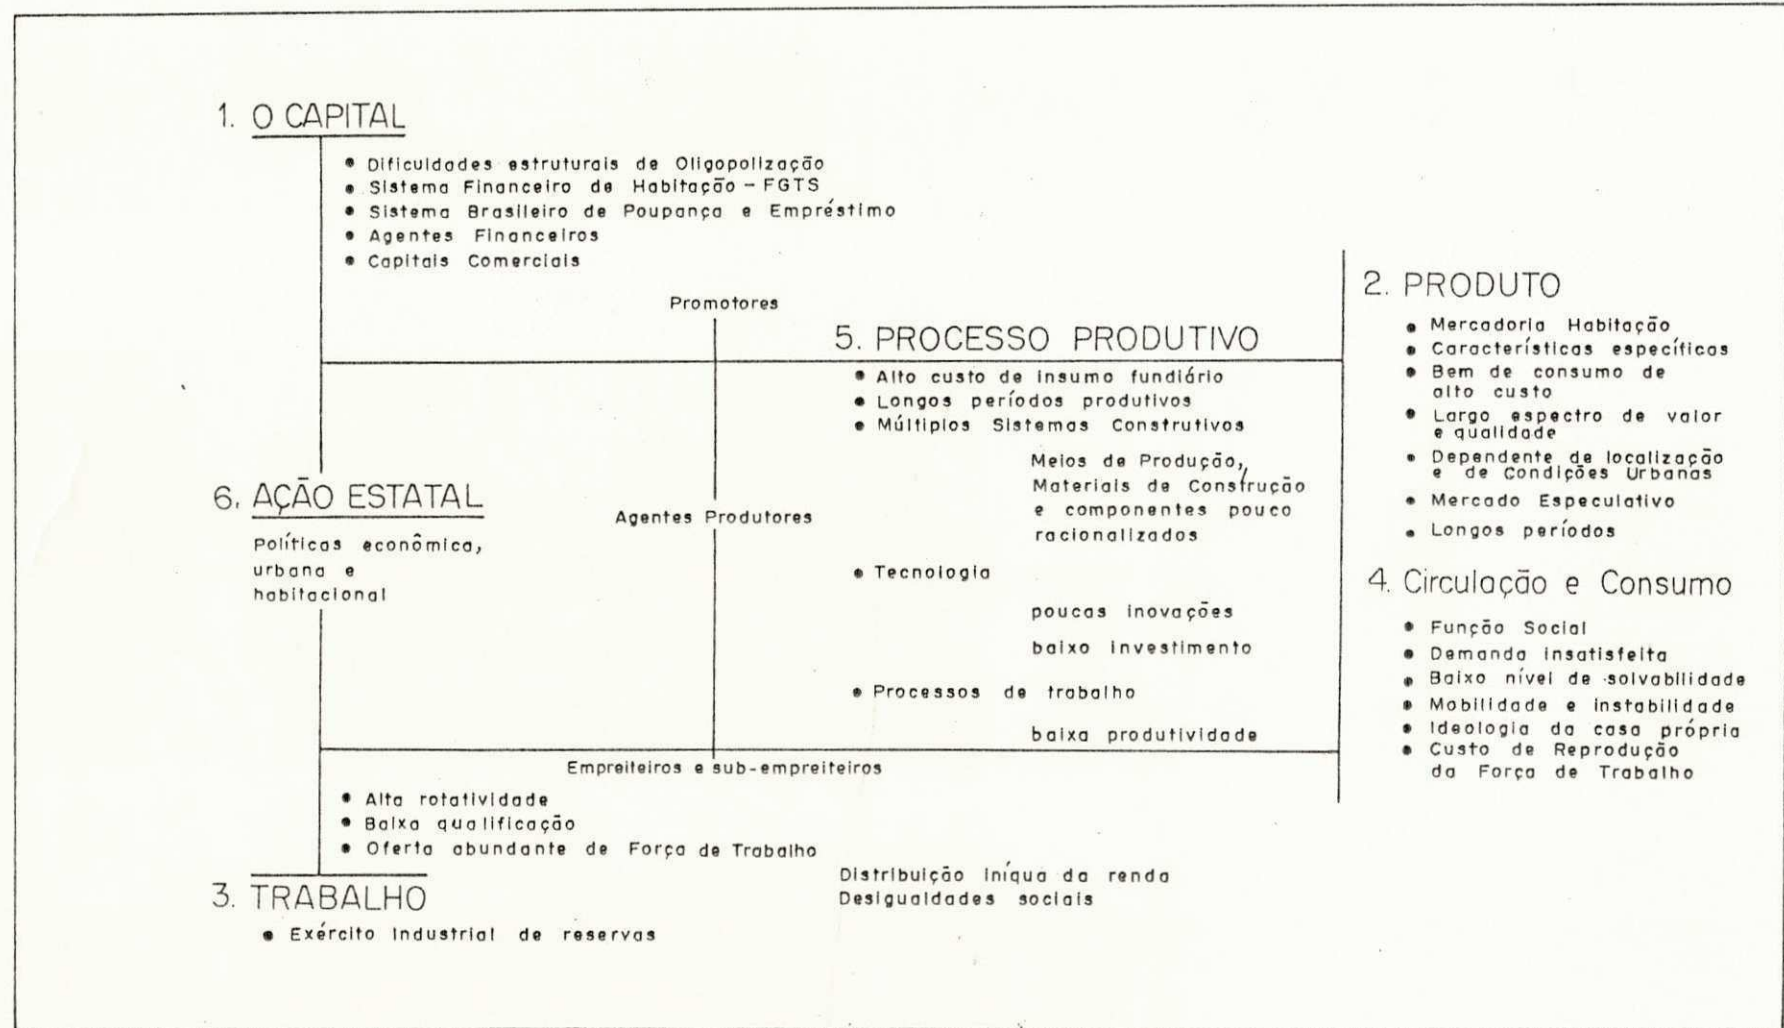 1. O CAPITAL
• Dificuldades estruturais de Oligopolização
• Sistema Financeiro de Habitação - FGTS
• Sistema Brasileiro de Poupança e Empréstimo
• Agentes Financeiros
• Capitais Comerciais
Promotores
5. PROCESSO PRODUTIVO
• Alto custo de insumo fundiário
• Longos períodos produtivos
• Múltiplos Sistemas Construtivos
Meios de Produção,
Materiais de Construção
e componentes pouco
racionalizados
• Tecnologia
poucas inovações
baixo investimento
• Processos de trabalho
baixa produtividade
2. PRODUTO
• Mercadoria Habitação
• Características específicas
• Bem de consumo de
alto custo
• Largo espectro de valor
e qualidade
• Dependente de localização
e de Condições Urbanas
• Mercado Especulativo
• Longos períodos
4. Circulação e Consumo
• Função Social
• Demanda insatisfeita
• Baixo nível de solvabilidade
• Mobilidade e instabilidade
• Ideologia da casa própria
• Custo de Reprodução
da Força de Trabalho
6. AÇÃO ESTATAL
Políticas econômica,
urbana e
habitacional
Agentes Produtores
Empreiteiros e sub-empreiteiros
• Alta rotatividade
• Baixa qualificação
• Oferta abundante de Força de Trabalho
3. TRABALHO
• Exército Industrial de reservas
Distribuição iníqua da renda
Desigualdades sociais